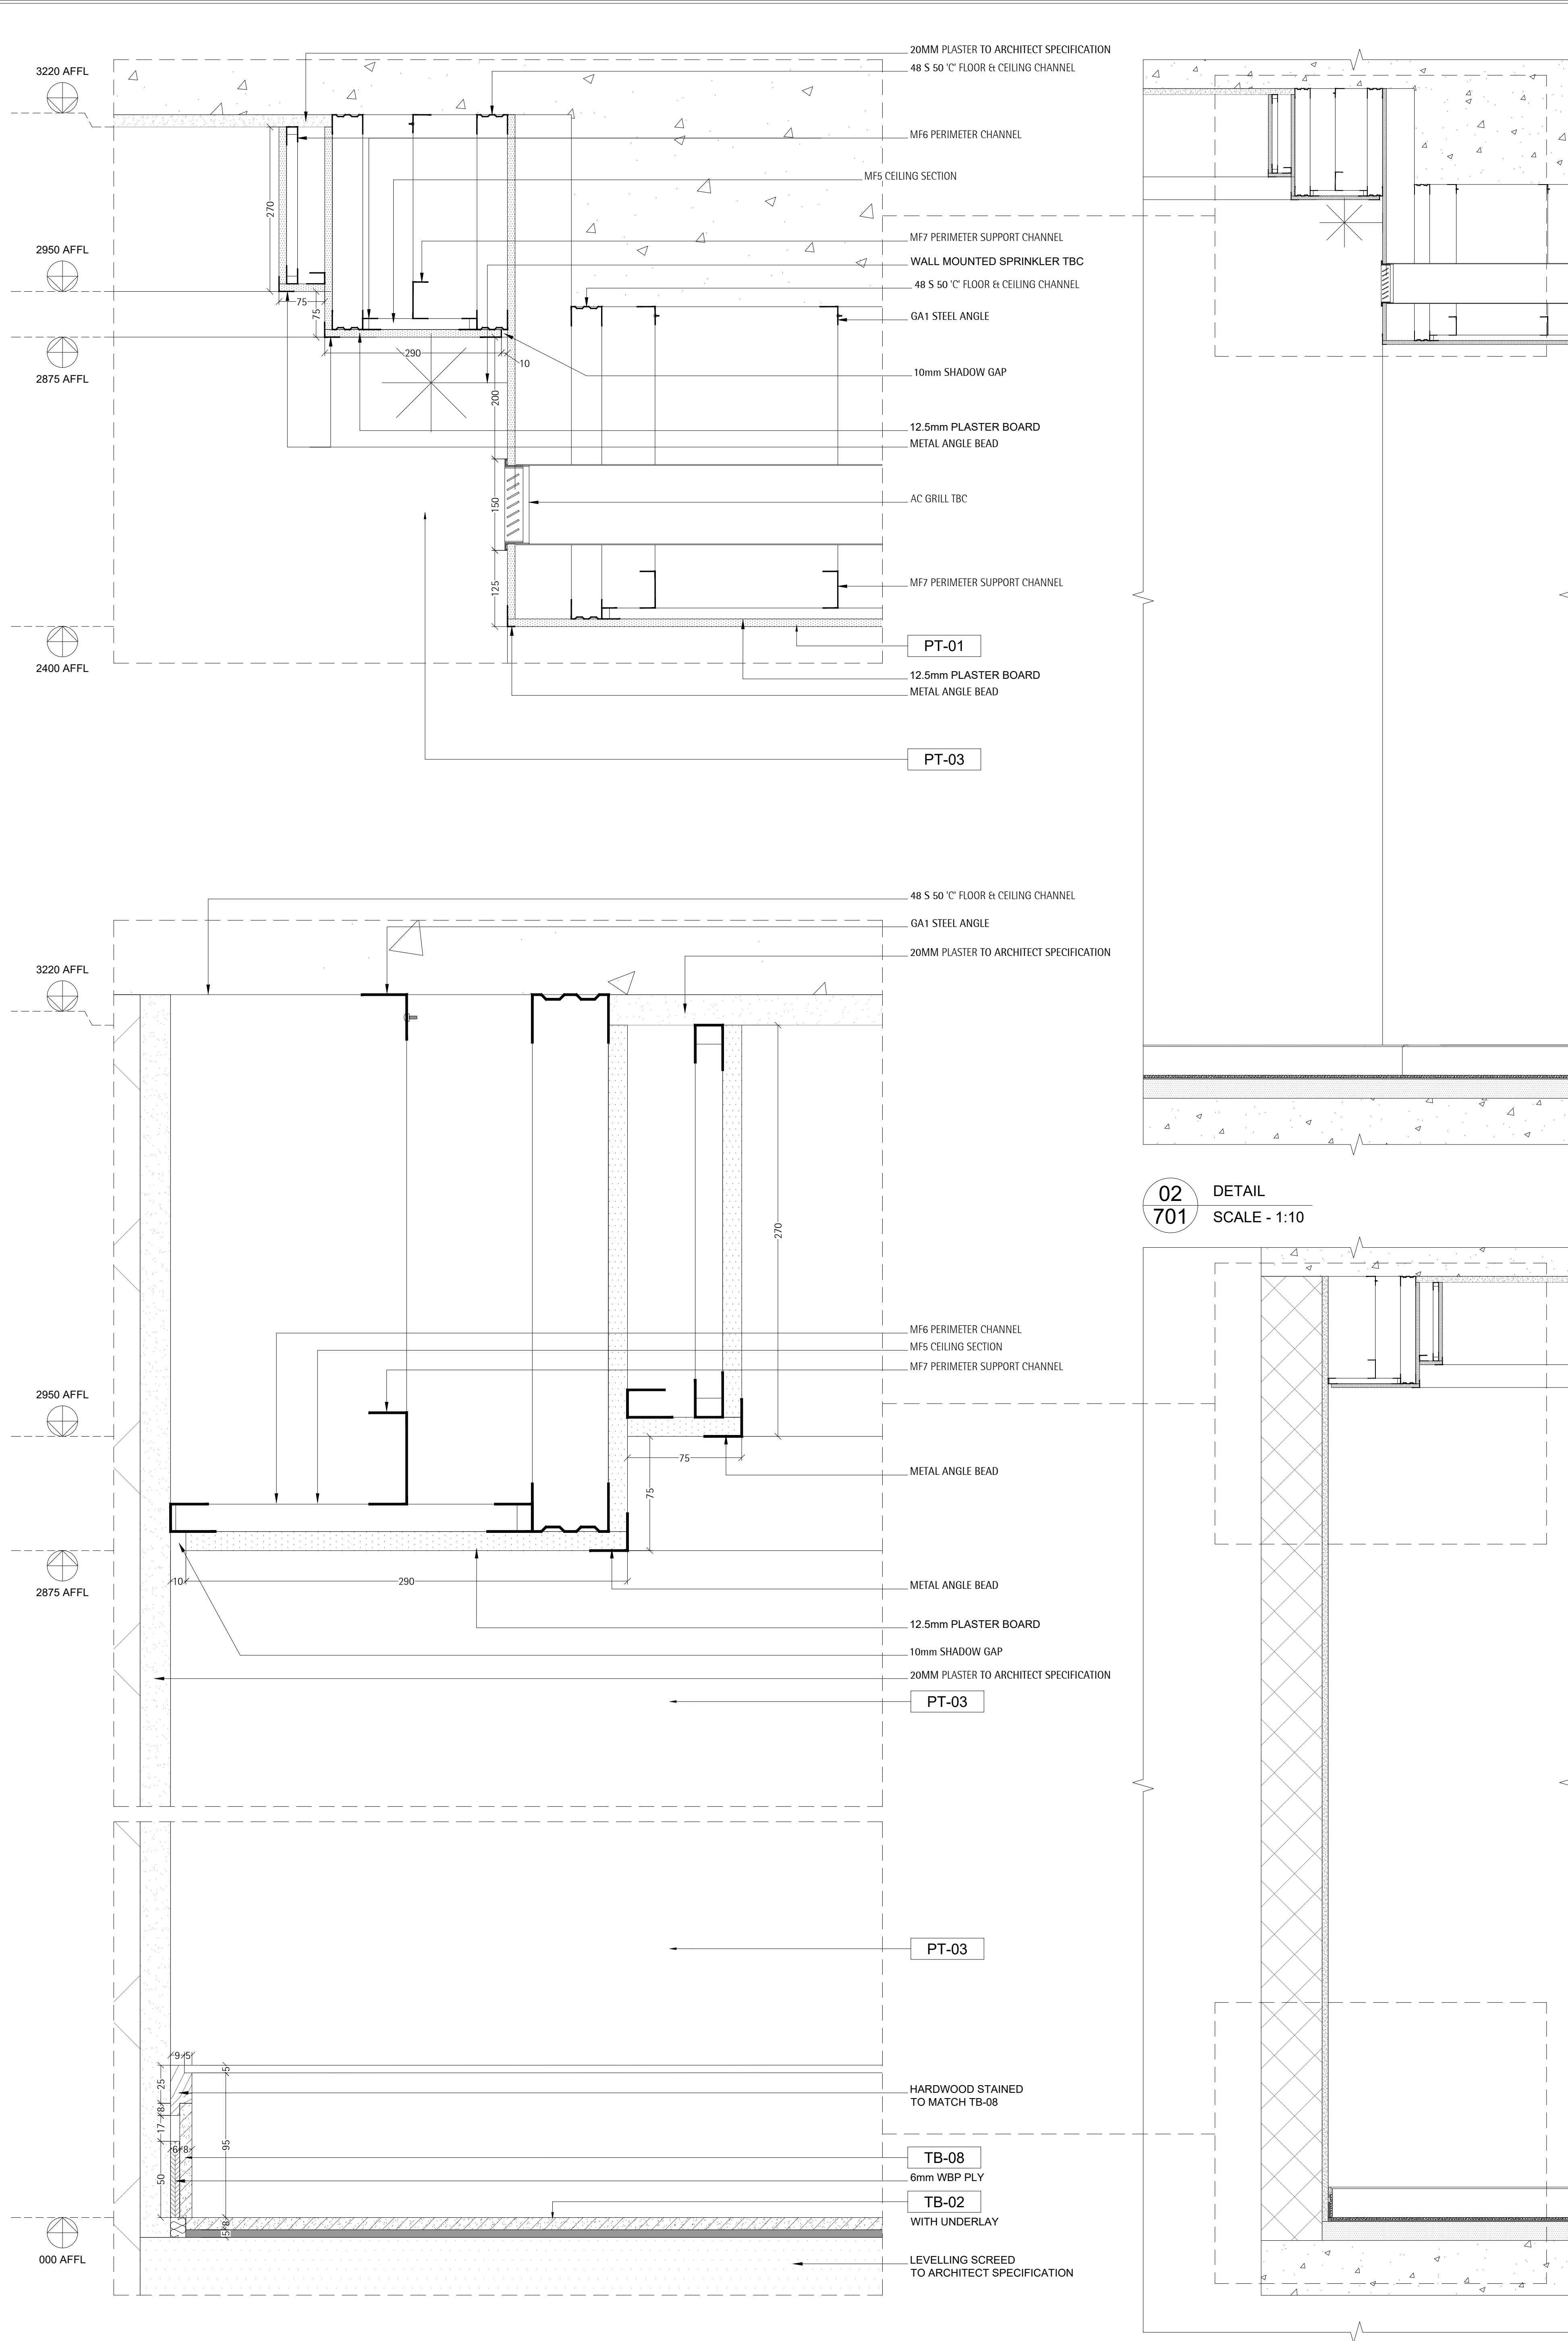 3220 AFFL
2950 AFFL
2875 AFFL
2400 AFFL
270
75
75
290
10
200
150
125
20MM PLASTER TO ARCHITECT SPECIFICATION
48 S 50 'C' FLOOR & CEILING CHANNEL
MF6 PERIMETER CHANNEL
MF5 CEILING SECTION
MF7 PERIMETER SUPPORT CHANNEL
WALL MOUNTED SPRINKLER TBC
48 S 50 'C' FLOOR & CEILING CHANNEL
GA1 STEEL ANGLE
10mm SHADOW GAP
12.5mm PLASTER BOARD
METAL ANGLE BEAD
AC GRILL TBC
MF7 PERIMETER SUPPORT CHANNEL
PT-01
12.5mm PLASTER BOARD
METAL ANGLE BEAD
PT-03
3220 AFFL
2950 AFFL
2875 AFFL
270
75
75
10
290
48 S 50 'C' FLOOR & CEILING CHANNEL
GA1 STEEL ANGLE
20MM PLASTER TO ARCHITECT SPECIFICATION
MF6 PERIMETER CHANNEL
MF5 CEILING SECTION
MF7 PERIMETER SUPPORT CHANNEL
METAL ANGLE BEAD
METAL ANGLE BEAD
12.5mm PLASTER BOARD
10mm SHADOW GAP
20MM PLASTER TO ARCHITECT SPECIFICATION
PT-03
PT-03
9
5
5
25
8
17
6
8
95
50
8
5
000 AFFL
HARDWOOD STAINED
TO MATCH TB-08
TB-08
6mm WBP PLY
TB-02
WITH UNDERLAY
LEVELLING SCREED
TO ARCHITECT SPECIFICATION
02
701
DETAIL
SCALE - 1:10